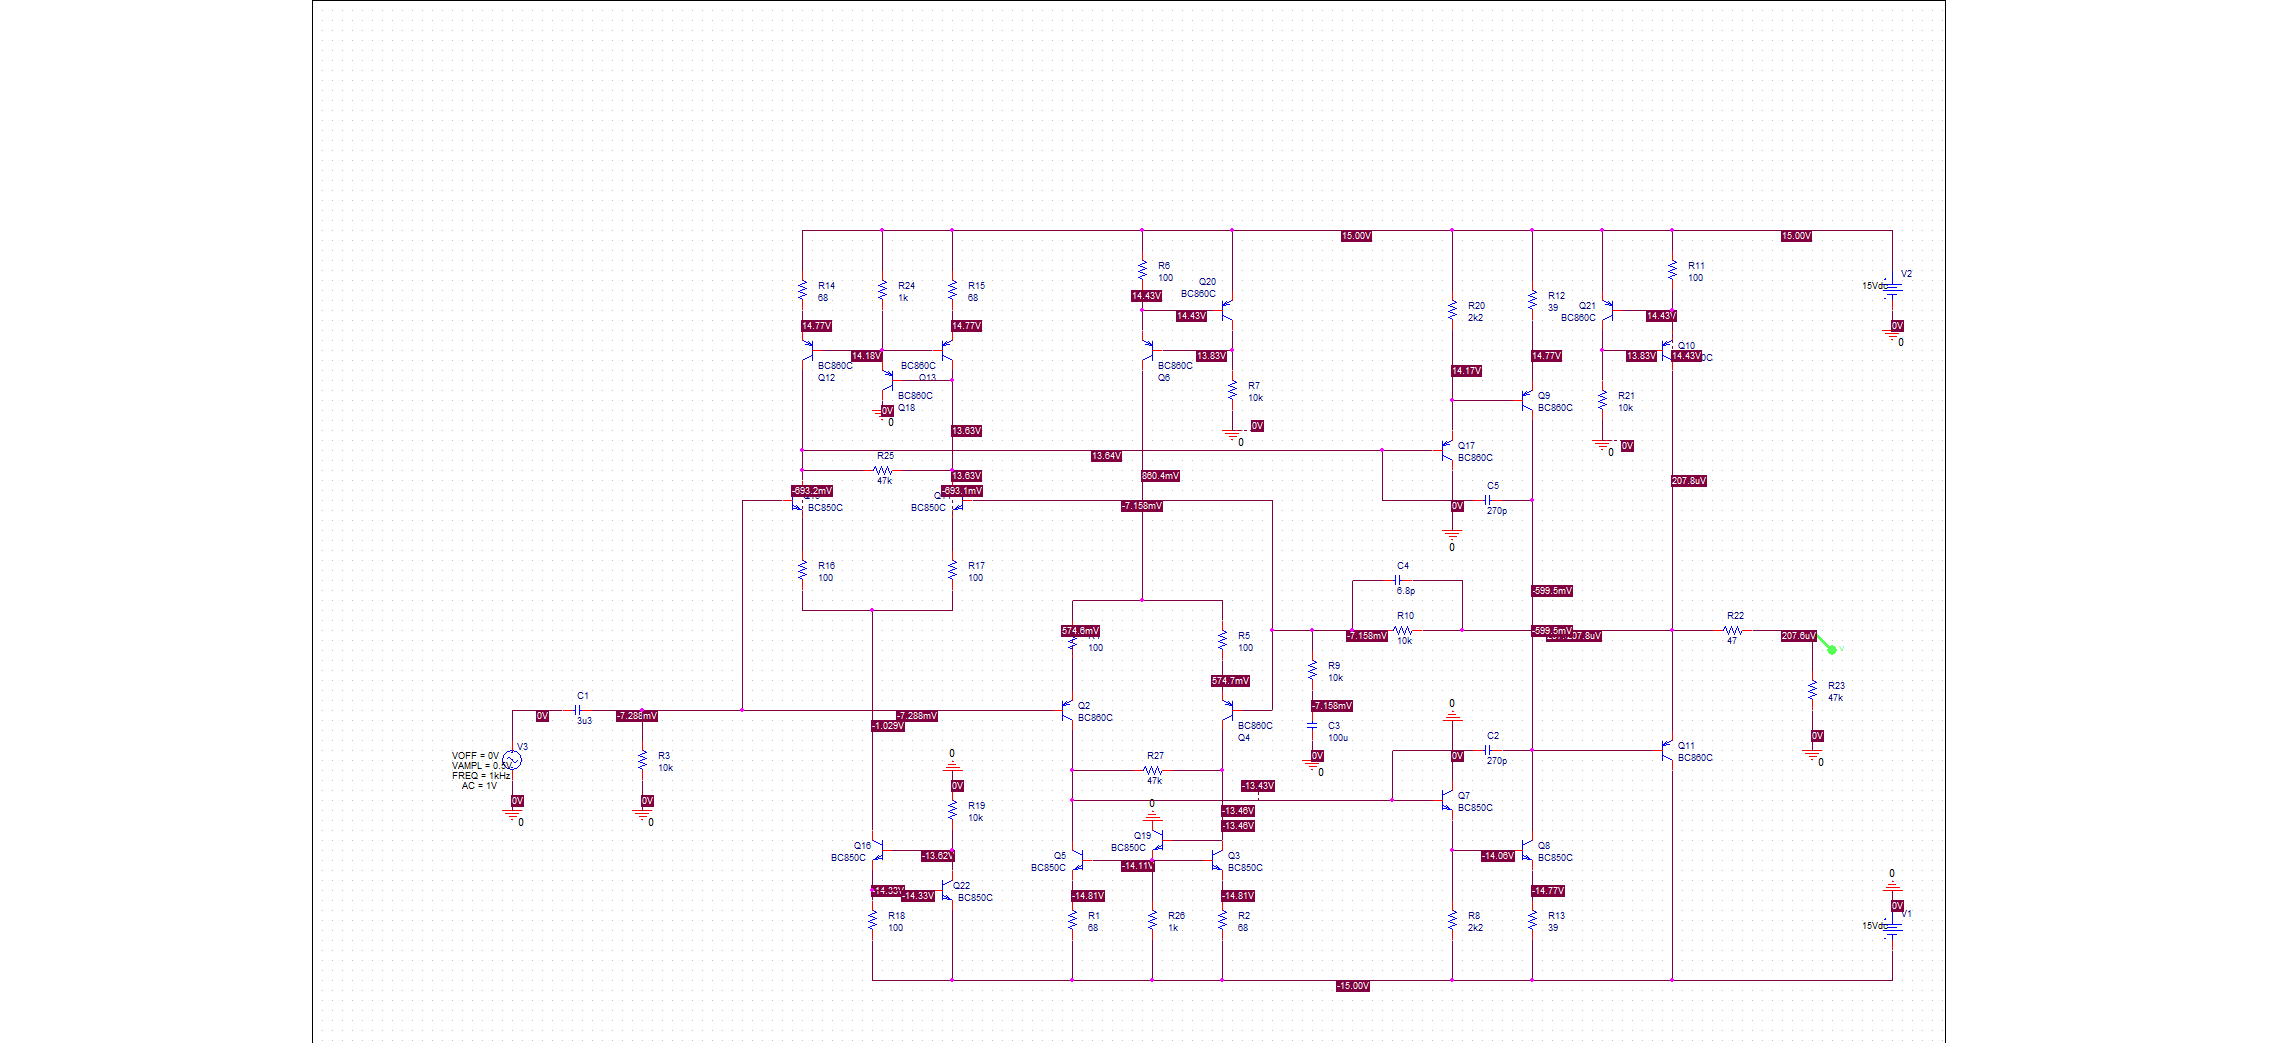 15.00V
15.00V
R14
68
R24
1k
R15
68
14.77V
14.77V
14.18V
BC860C
Q12
BC860C
Q13
BC860C
Q18
0V
0
13.63V
R25
47k
13.63V
-693.2mV
-693.1mV
BC850C
BC850C
R16
100
R17
100
R6
100
Q20
BC860C
14.43V
14.43V
13.83V
BC860C
Q6
R7
10k
0V
0
13.64V
860.4mV
-7.158mV
R20
2k2
R12
39
Q21
BC860C
R11
100
14.43V
14.77V
13.83V
Q10
14.43V
14.17V
Q9
BC860C
R21
10k
0V
0
Q17
BC860C
C5
270p
0V
0
207.8uV
V2
15Vdc
0V
0
C4
6.8p
-599.5mV
574.6mV
100
R5
100
574.7mV
-7.158mV
R10
10k
-599.5mV
R22
47
207.6uV
R9
10k
-7.158mV
C3
100u
0V
0
R23
47k
0V
0
C1
3u3
0V
-7.288mV
-7.288mV
-1.029V
Q2
BC860C
BC860C
Q4
V3
VOFF = 0V
VAMPL = 0.5V
FREQ = 1kHz
AC = 1V
0V
0
R3
10k
0V
0
0
0V
R19
10k
R27
47k
-13.43V
-13.46V
-13.46V
0
0
0V
C2
270p
Q11
BC860C
Q7
BC850C
Q16
BC850C
-13.62V
Q22
BC850C
-14.33V
-14.33V
R18
100
Q5
BC850C
Q19
BC850C
-14.11V
Q3
BC850C
-14.81V
-14.81V
R1
68
R26
1k
R2
68
-14.06V
Q8
BC850C
-14.77V
R8
2k2
R13
39
0
0V
V1
15Vdc
-15.00V